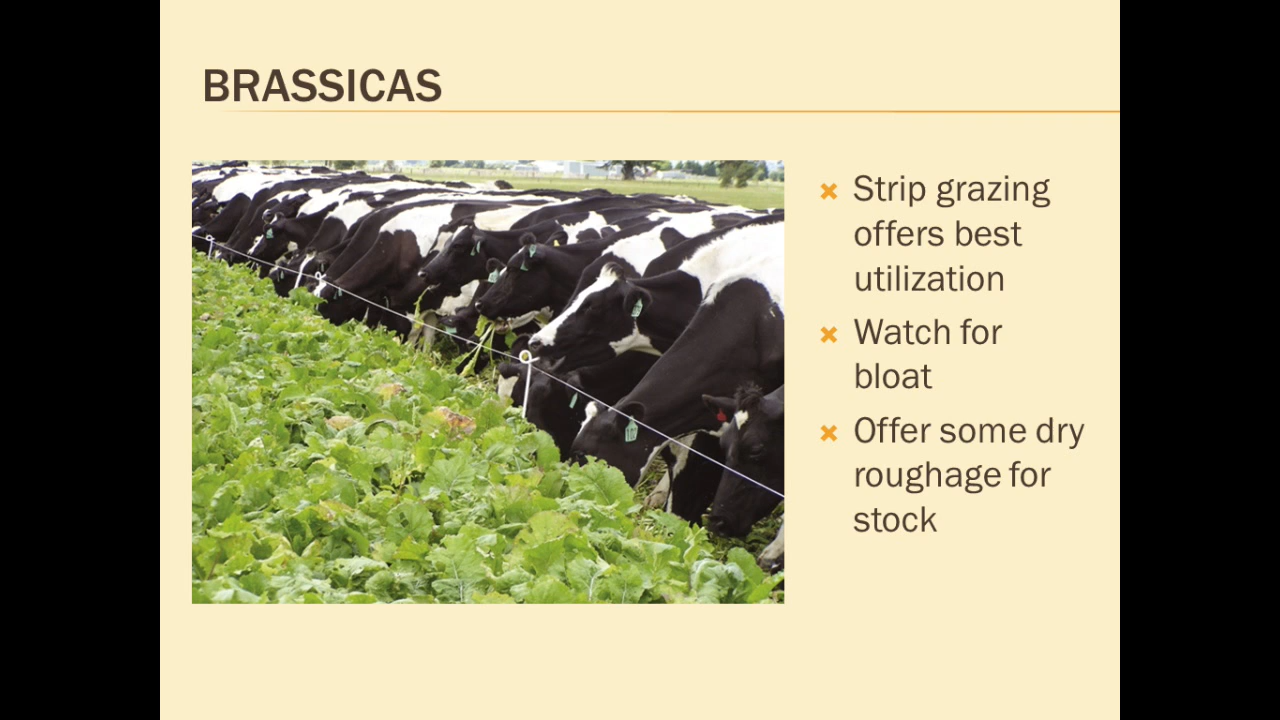 BRASSICAS
Strip grazing
offers best
utilization
Watch for
bloat
Offer some dry
roughage for
stock